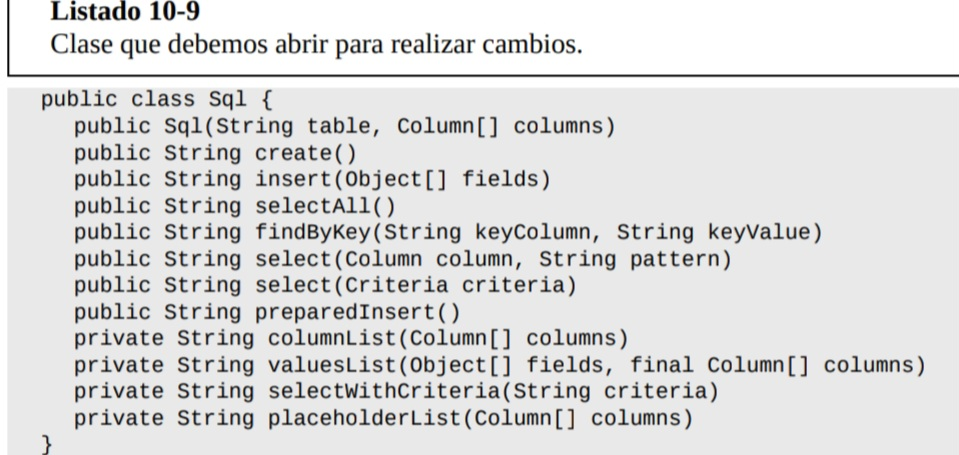 Listado 10-9
Clase que debemos abrir para realizar cambios.
public class Sql {
public Sql(String table, Column[] columns)
public String create()
public String insert(Object[] fields)
public String selectAll()
public String findByKey(String keyColumn, String keyValue)
public String select(Column column, String pattern)
public String select(Criteria criteria)
public String preparedInsert()
private String columnList(Column[] columns)
private String valuesList(Object[] fields, final Column[] columns)
private String selectWithCriteria(String criteria)
private String placeholderList(Column[] columns)
}